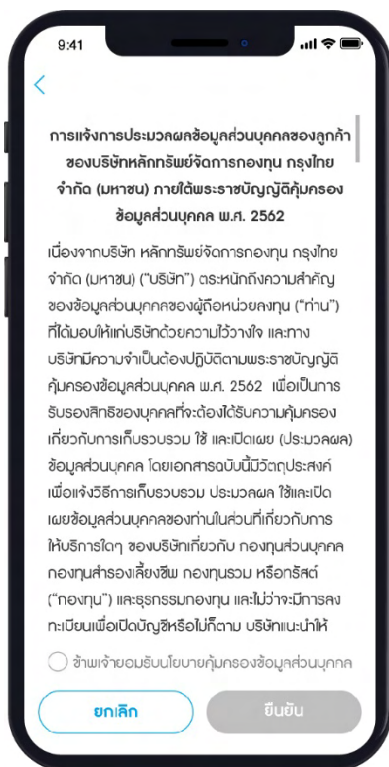 9:41
การแจ้งการประมวลผลข้อมูลส่วนบุคคลของลูกค้า
ของบริษัทหลักทรัพย์จัดการกองทุน กรุงไทย
จำกัด (มหาชน) ภายใต้พระราชบัญญัติคุ้มครอง
ข้อมูลส่วนบุคคล พ.ศ. 2562
เนื่องจากบริษัท หลักทรัพย์จัดการกองทุน กรุงไทย
จำกัด (มหาชน) (“บริษัท”) ตระหนักถึงความสำคัญ
ของข้อมูลส่วนบุคคลของผู้ถือหน่วยลงทุน (“ท่าน”)
ที่ได้มอบให้แก่บริษัทด้วยความไว้วางใจ และทาง
บริษัทมีความจำเป็นต้องปฏิบัติตามพระราชบัญญัติ
คุ้มครองข้อมูลส่วนบุคคล พ.ศ. 2562 เพื่อเป็นการ
รับรองสิทธิของบุคคลที่จะต้องได้รับความคุ้มครอง
เกี่ยวกับการเก็บรวบรวม ใช้ และเปิดเผย (ประมวลผล)
ข้อมูลส่วนบุคคล โดยเอกสารฉบับนี้มีวัตถุประสงค์
เพื่อแจ้งวิธีการเก็บรวบรวม ประมวลผล ใช้และเปิด
เผยข้อมูลส่วนบุคคลของท่านในส่วนที่เกี่ยวกับการ
ให้บริการใดๆ ของบริษัทเกี่ยวกับ กองทุนส่วนบุคคล
กองทุนสำรองเลี้ยงชีพ กองทุนรวม หรือทรัสต์
(“กองทุน”) และธุรกรรมกองทุน และไม่ว่าจะมีการลง
ทะเบียนเพื่อเปิดบัญชีหรือไม่ก็ตาม บริษัทแนะนำให้
ข้าพเจ้ายอมรับนโยบายคุ้มครองข้อมูลส่วนบุคคล
ยกเลิก
ยืนยัน